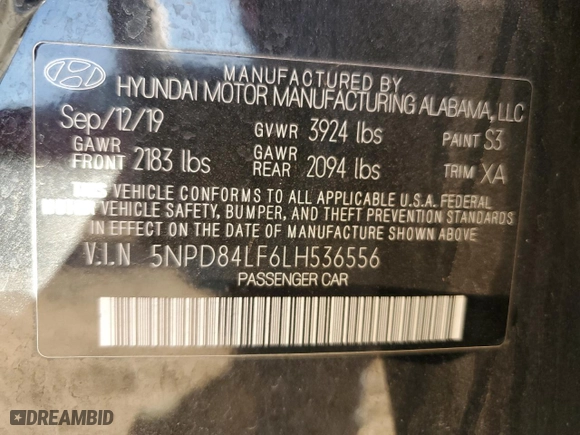 MANUFACTURED BY
HYUNDAI MOTOR MANUFACTURING ALABAMA, LLC
Sep/12/19 GVWR 3924 lbs PAINT S3
GAWR FRONT 2183 lbs GAWR REAR 2094 lbs TRIM XA
THIS VEHICLE CONFORMS TO ALL APPLICABLE U.S.A. FEDERAL
MOTOR VEHICLE SAFETY, BUMPER, AND THEFT PREVENTION STANDARDS
IN EFFECT ON THE DATE OF MANUFACTURE SHOWN ABOVE
V.I.N 5NPD84LF6LH536556
PASSENGER CAR
DREAMBID